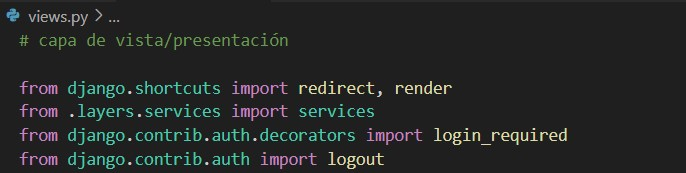 views.py > ...
# capa de vista/presentación
from django.shortcuts import redirect, render
from .layers.services import services
from django.contrib.auth.decorators import login_required
from django.contrib.auth import logout